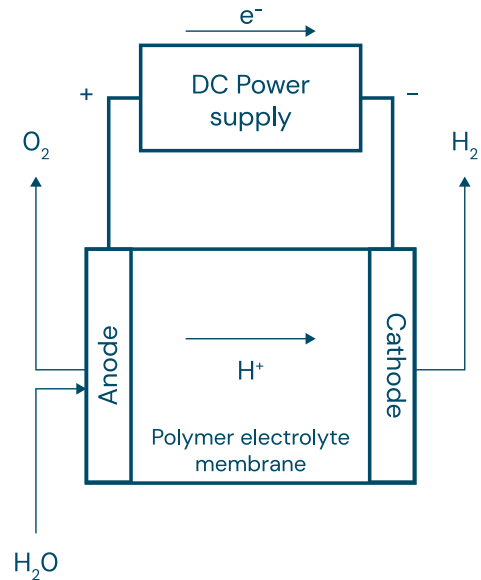 e⁻
DC Power
supply
+
−
O₂
H₂
Anode
H⁺
Cathode
Polymer electrolyte
membrane
H₂O